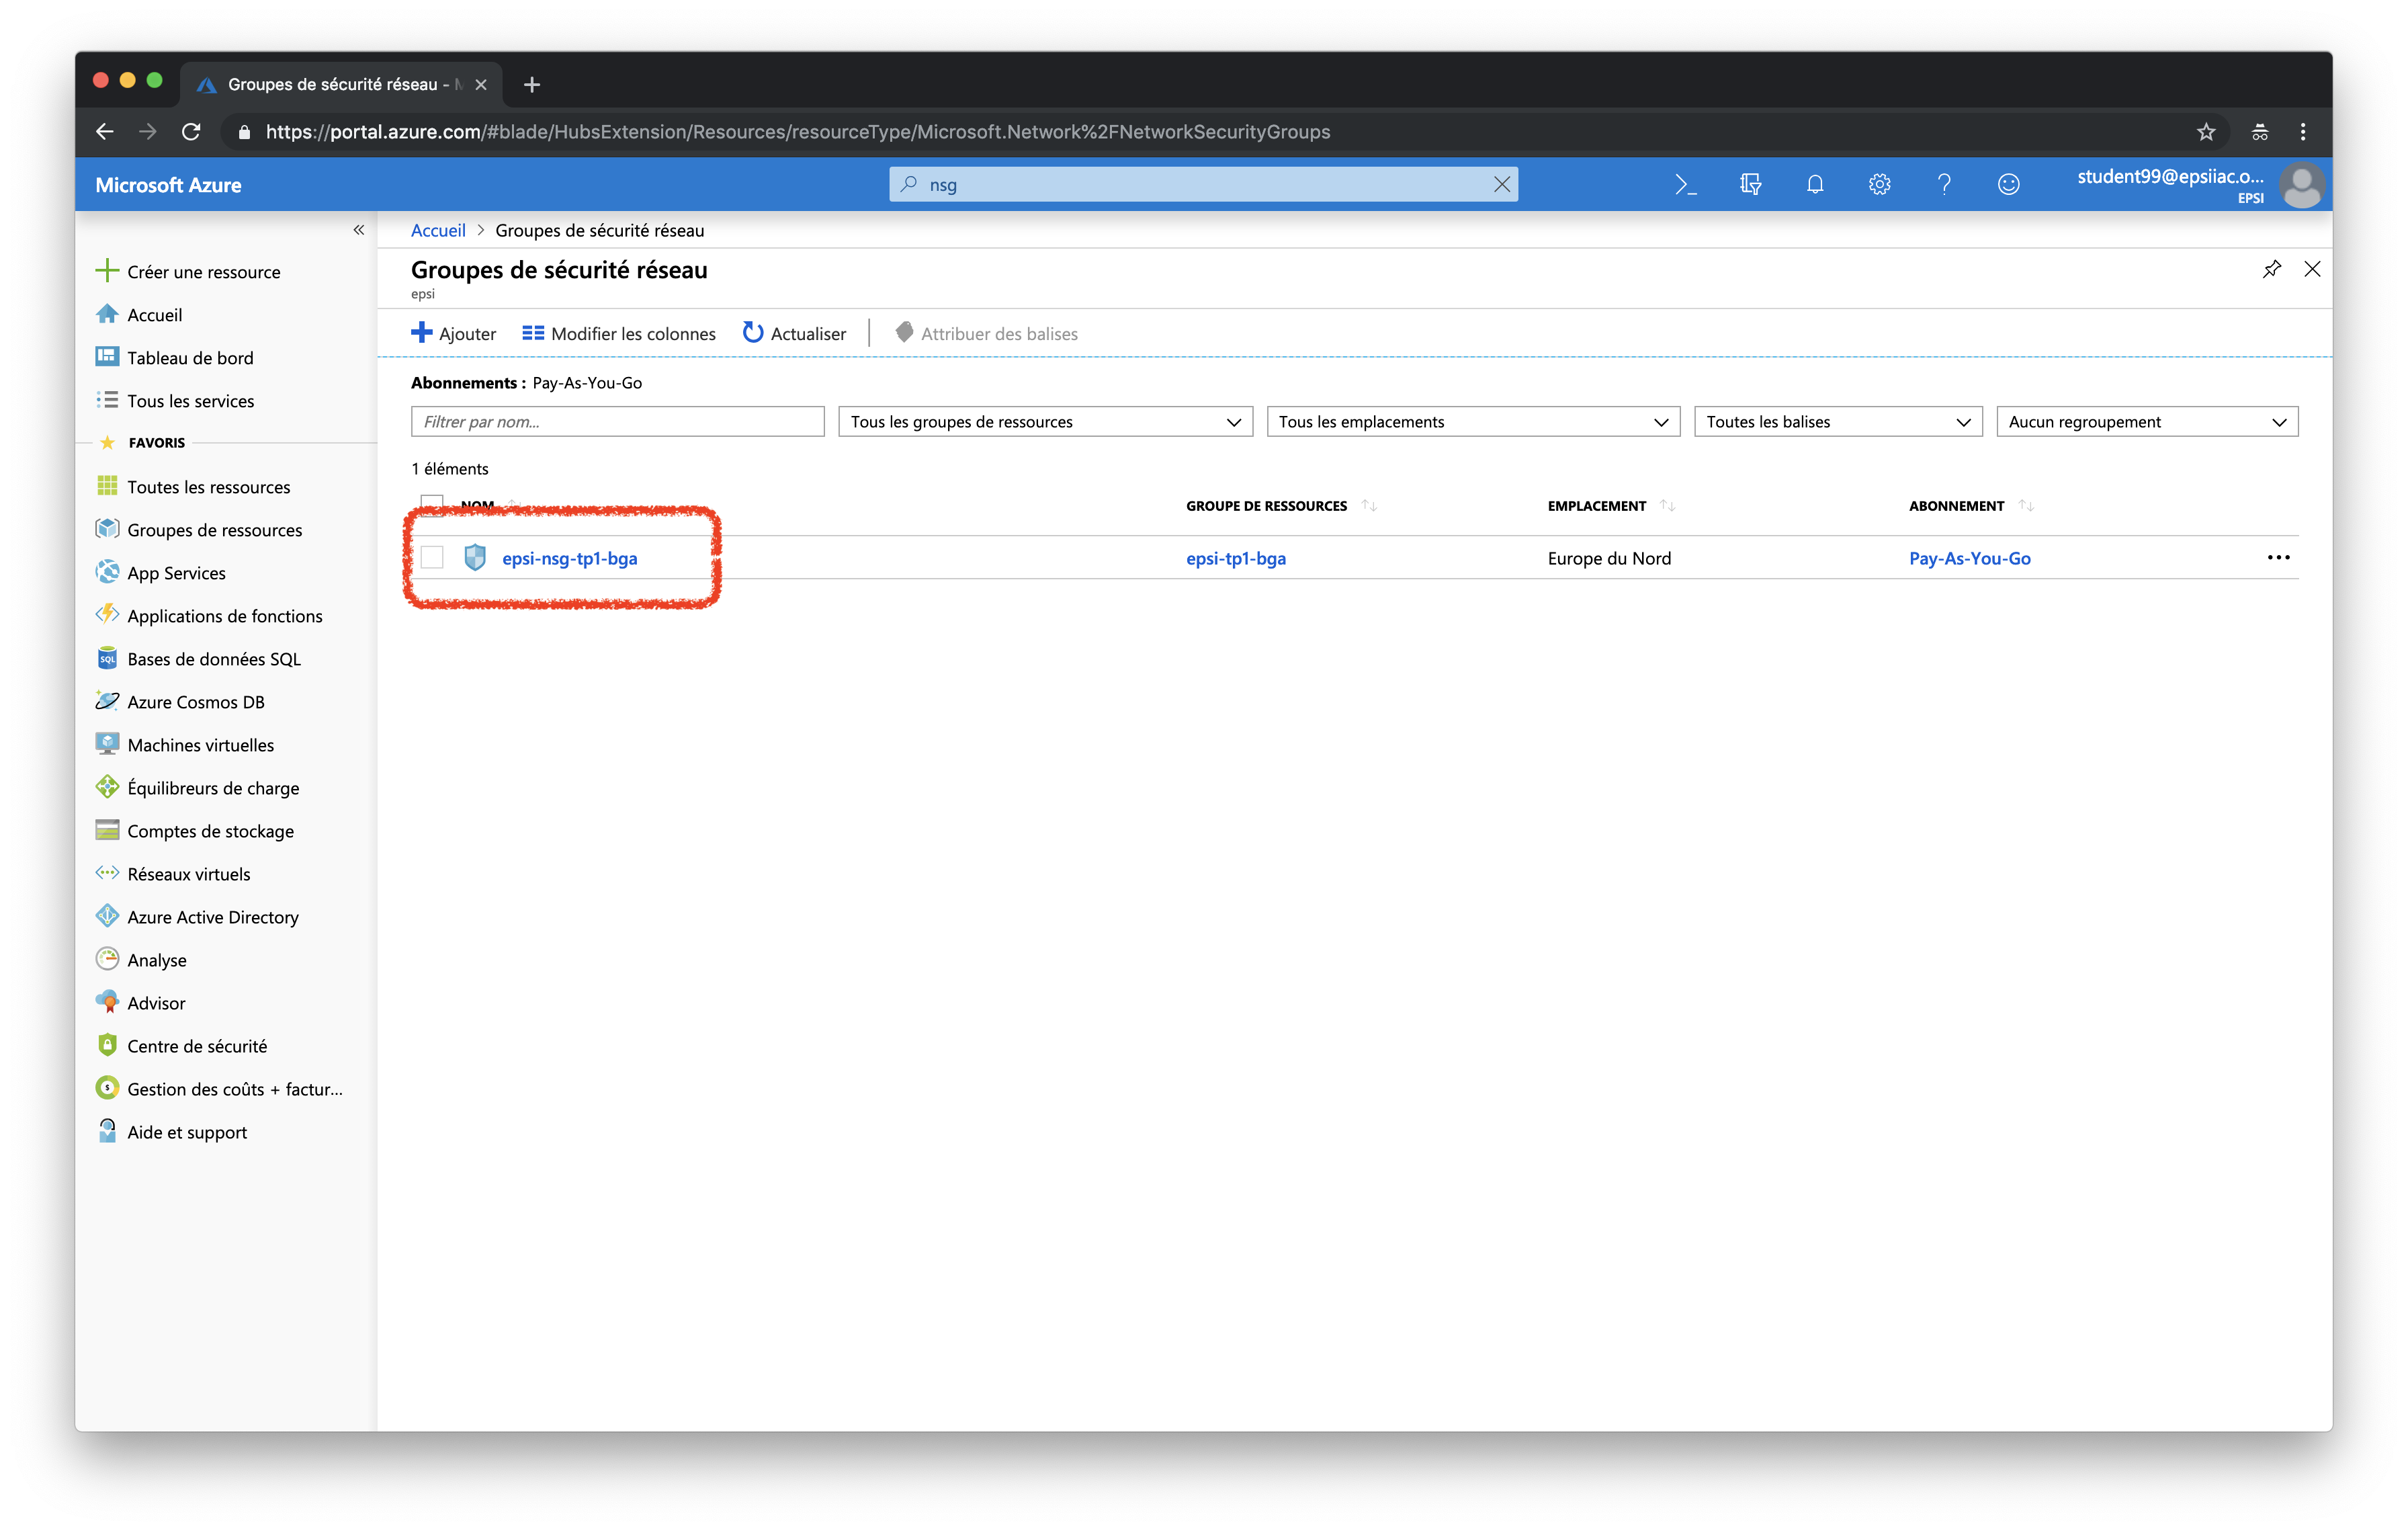 Groupes de sécurité réseau - M
https://portal.azure.com/#blade/HubsExtension/Resources/resourceType/Microsoft.Network%2FNetworkSecurityGroups
Microsoft Azure
nsg
student99@epsiiac.o...
EPSI
Créer une ressource
Accueil
Tableau de bord
Tous les services
FAVORIS
Toutes les ressources
Groupes de ressources
App Services
Applications de fonctions
SQL
Bases de données SQL
Azure Cosmos DB
Machines virtuelles
Équilibreurs de charge
Comptes de stockage
Réseaux virtuels
Azure Active Directory
Analyse
Advisor
Centre de sécurité
Gestion des coûts + factur...
Aide et support
Accueil > Groupes de sécurité réseau
Groupes de sécurité réseau
epsi
Ajouter Modifier les colonnes Actualiser Attribuer des balises
Abonnements : Pay-As-You-Go
Filtrer par nom... Tous les groupes de ressources Tous les emplacements Toutes les balises Aucun regroupement
1 éléments
NOM GROUPE DE RESSOURCES EMPLACEMENT ABONNEMENT
epsi-nsg-tp1-bga epsi-tp1-bga Europe du Nord Pay-As-You-Go